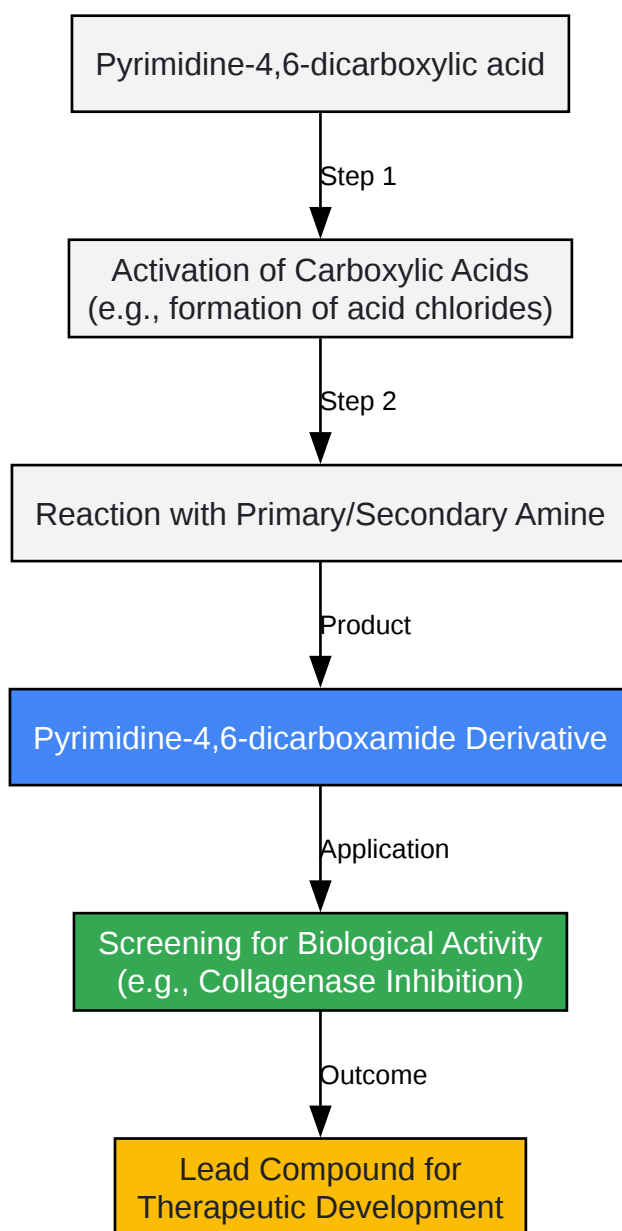 Pyrimidine-4,6-dicarboxylic acid
Step 1
Activation of Carboxylic Acids
(e.g., formation of acid chlorides)
Step 2
Reaction with Primary/Secondary Amine
Product
Pyrimidine-4,6-dicarboxamide Derivative
Application
Screening for Biological Activity
(e.g., Collagenase Inhibition)
Outcome
Lead Compound for
Therapeutic Development